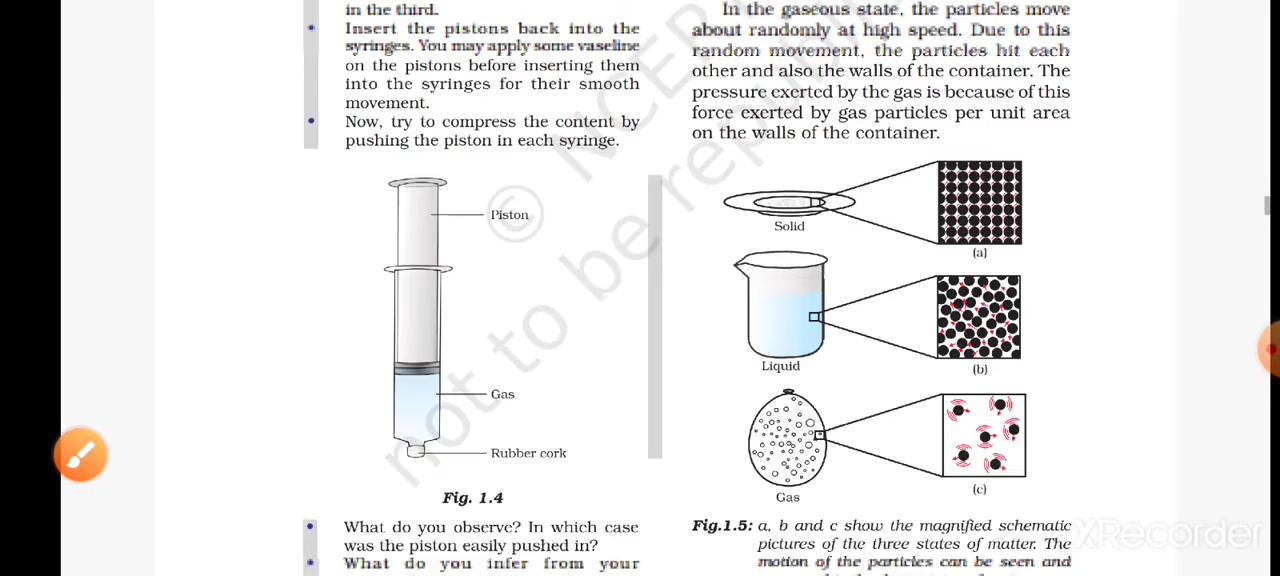 in the third.
• Insert the pistons back into the
syringes. You may apply some vaseline
on the pistons before inserting them
into the syringes for their smooth
movement.
• Now, try to compress the content by
pushing the piston in each syringe.
Piston
Gas
Rubber cork
Fig. 1.4
• What do you observe? In which case
was the piston easily pushed in?
• What do you infer from your
In the gaseous state, the particles move
about randomly at high speed. Due to this
random movement, the particles hit each
other and also the walls of the container. The
pressure exerted by the gas is because of this
force exerted by gas particles per unit area
on the walls of the container.
Solid
(a)
Liquid
(b)
Gas
(c)
Fig.1.5: a, b and c show the magnified schematic
pictures of the three states of matter. The
motion of the particles can be seen and
© NCER
not to be republi
XRecorder